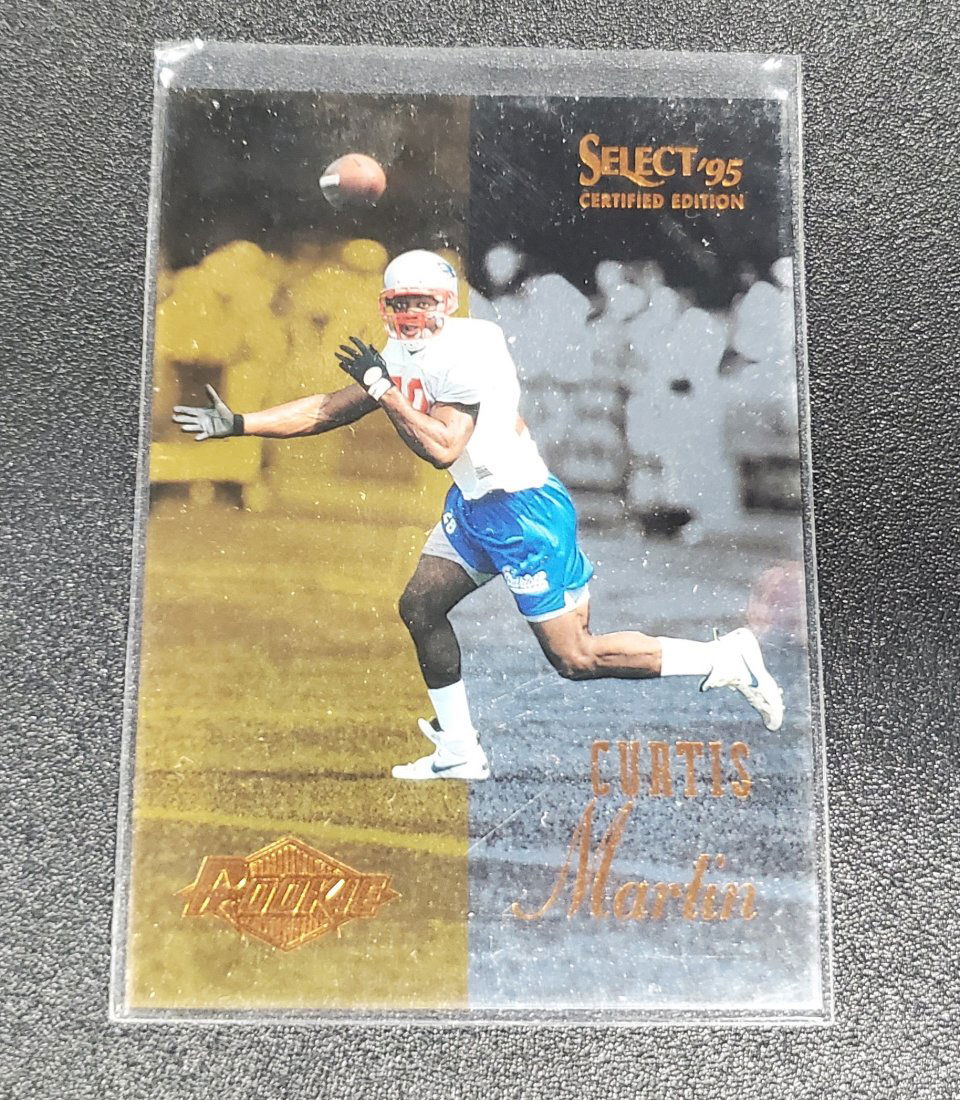 SELECT '95
CERTIFIED EDITION
CURTIS
Martin
ROOKIE